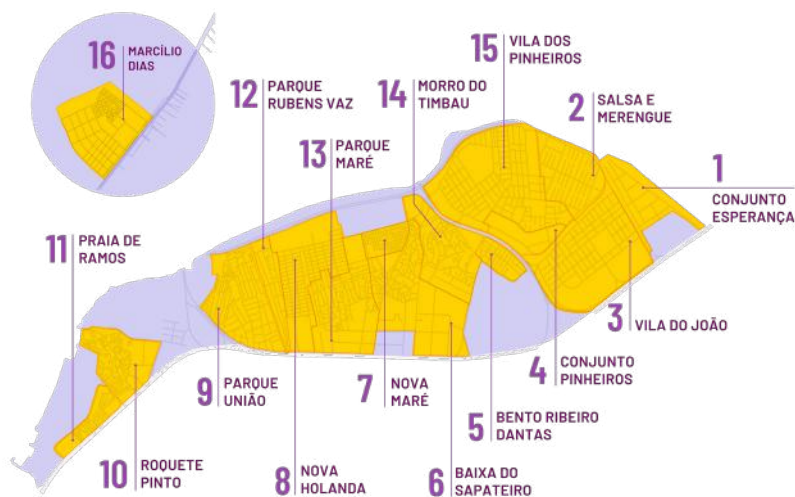 16 MARCÍLIO
DIAS
12 PARQUE
RUBENS VAZ
14 MORRO DO
TIMBAU
15 VILA DOS
PINHEIROS
2 SALSA E
MERENGUE
13 PARQUE
MARÉ
1
CONJUNTO
ESPERANÇA
11 PRAIA DE
RAMOS
3 VILA DO JOÃO
9 PARQUE
UNIÃO
7 NOVA
MARÉ
4 CONJUNTO
PINHEIROS
5 BENTO RIBEIRO
DANTAS
10 ROQUETE
PINTO
8 NOVA
HOLANDA
6 BAIXA DO
SAPATEIRO